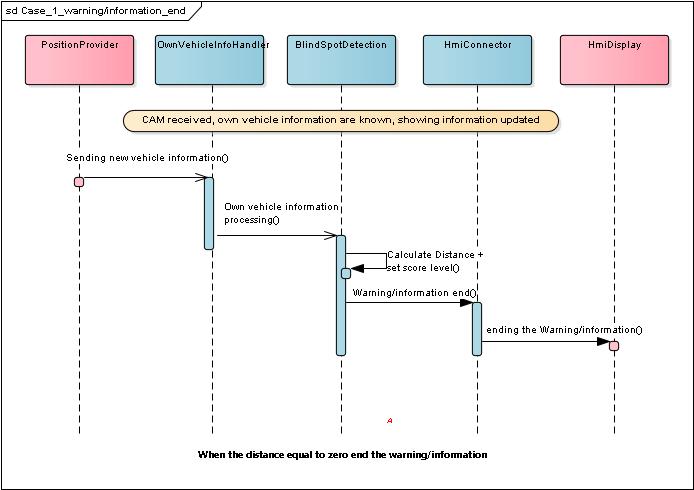 sd Case_1_warning/information_end
PositionProvider
OwnVehicleInfoHandler
BlindSpotDetection
HmiConnector
HmiDisplay
CAM received, own vehicle information are known, showing information updated
Sending new vehicle information()
Own vehicle information
processing()
Calculate Distance +
set score level()
Warning/information end()
ending the Warning/information()
A
When the distance equal to zero end the warning/information